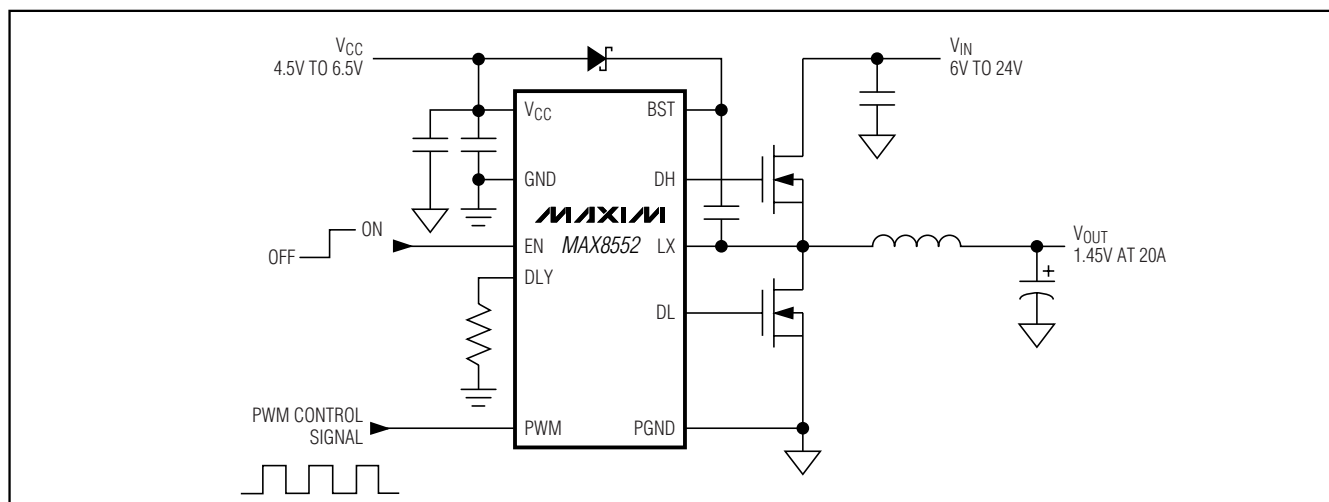 VCC
4.5V TO 6.5V
VIN
6V TO 24V
VCC
BST
GND
DH
MAXIM
MAX8552
ON
OFF
EN
LX
VOUT
1.45V AT 20A
+
DLY
DL
PWM CONTROL
SIGNAL
PWM
PGND